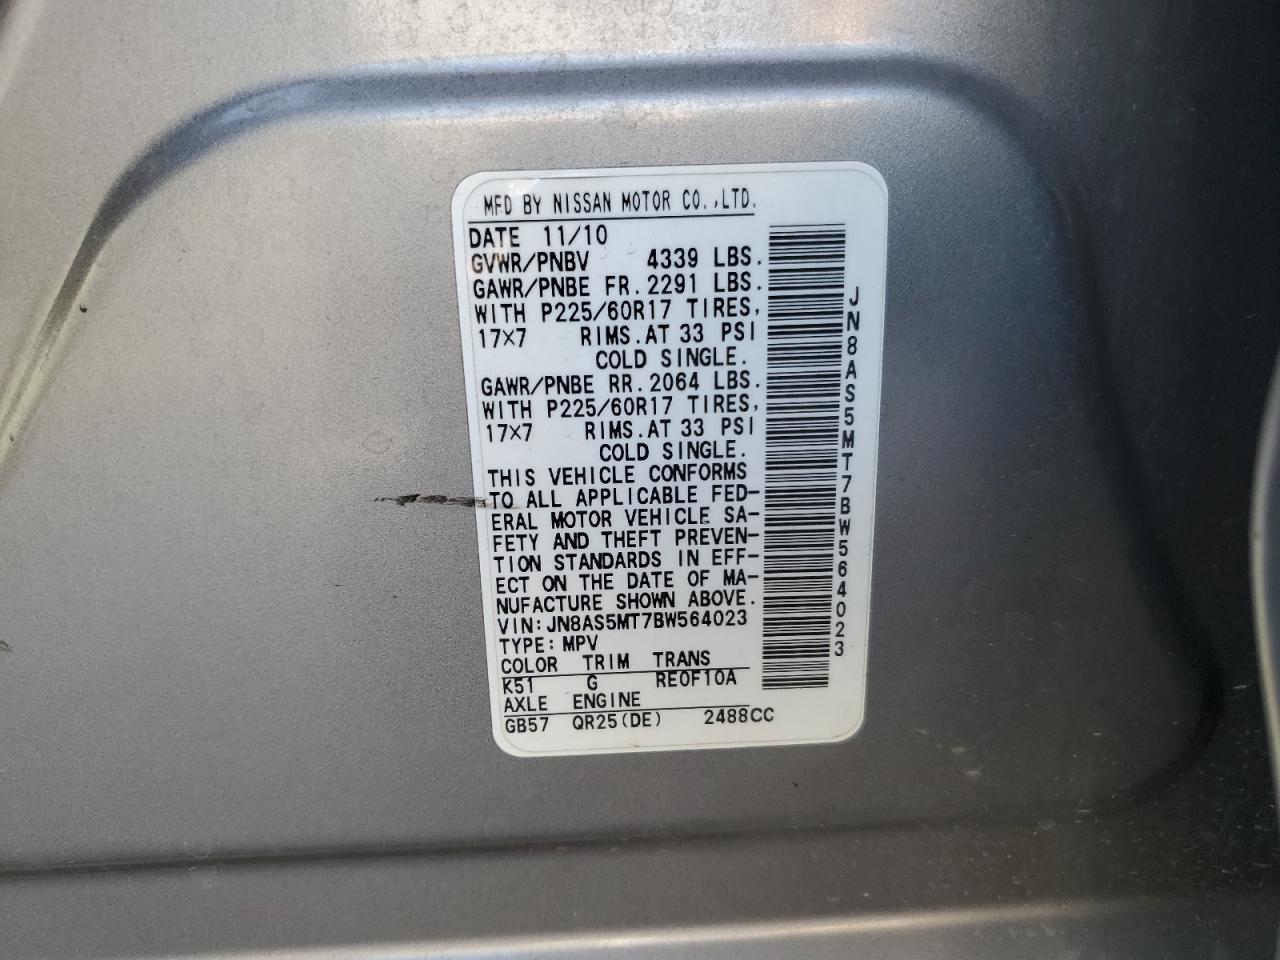 MFD BY NISSAN MOTOR CO.,LTD.
DATE 11/10
GVWR/PNBV 4339 LBS.
GAWR/PNBE FR.2291 LBS.
WITH P225/60R17 TIRES,
17×7 RIMS.AT 33 PSI
COLD SINGLE.
GAWR/PNBE RR.2064 LBS.
WITH P225/60R17 TIRES,
17×7 RIMS.AT 33 PSI
COLD SINGLE.
THIS VEHICLE CONFORMS
TO ALL APPLICABLE FED-
ERAL MOTOR VEHICLE SA-
FETY AND THEFT PREVEN-
TION STANDARDS IN EFF-
ECT ON THE DATE OF MA-
NUFACTURE SHOWN ABOVE.
VIN:JN8AS5MT7BW564023
TYPE:MPV
COLOR TRIM TRANS
K51 G RE0F10A
AXLE ENGINE
GB57 QR25(DE) 2488CC
JN8AS5MT7BW564023